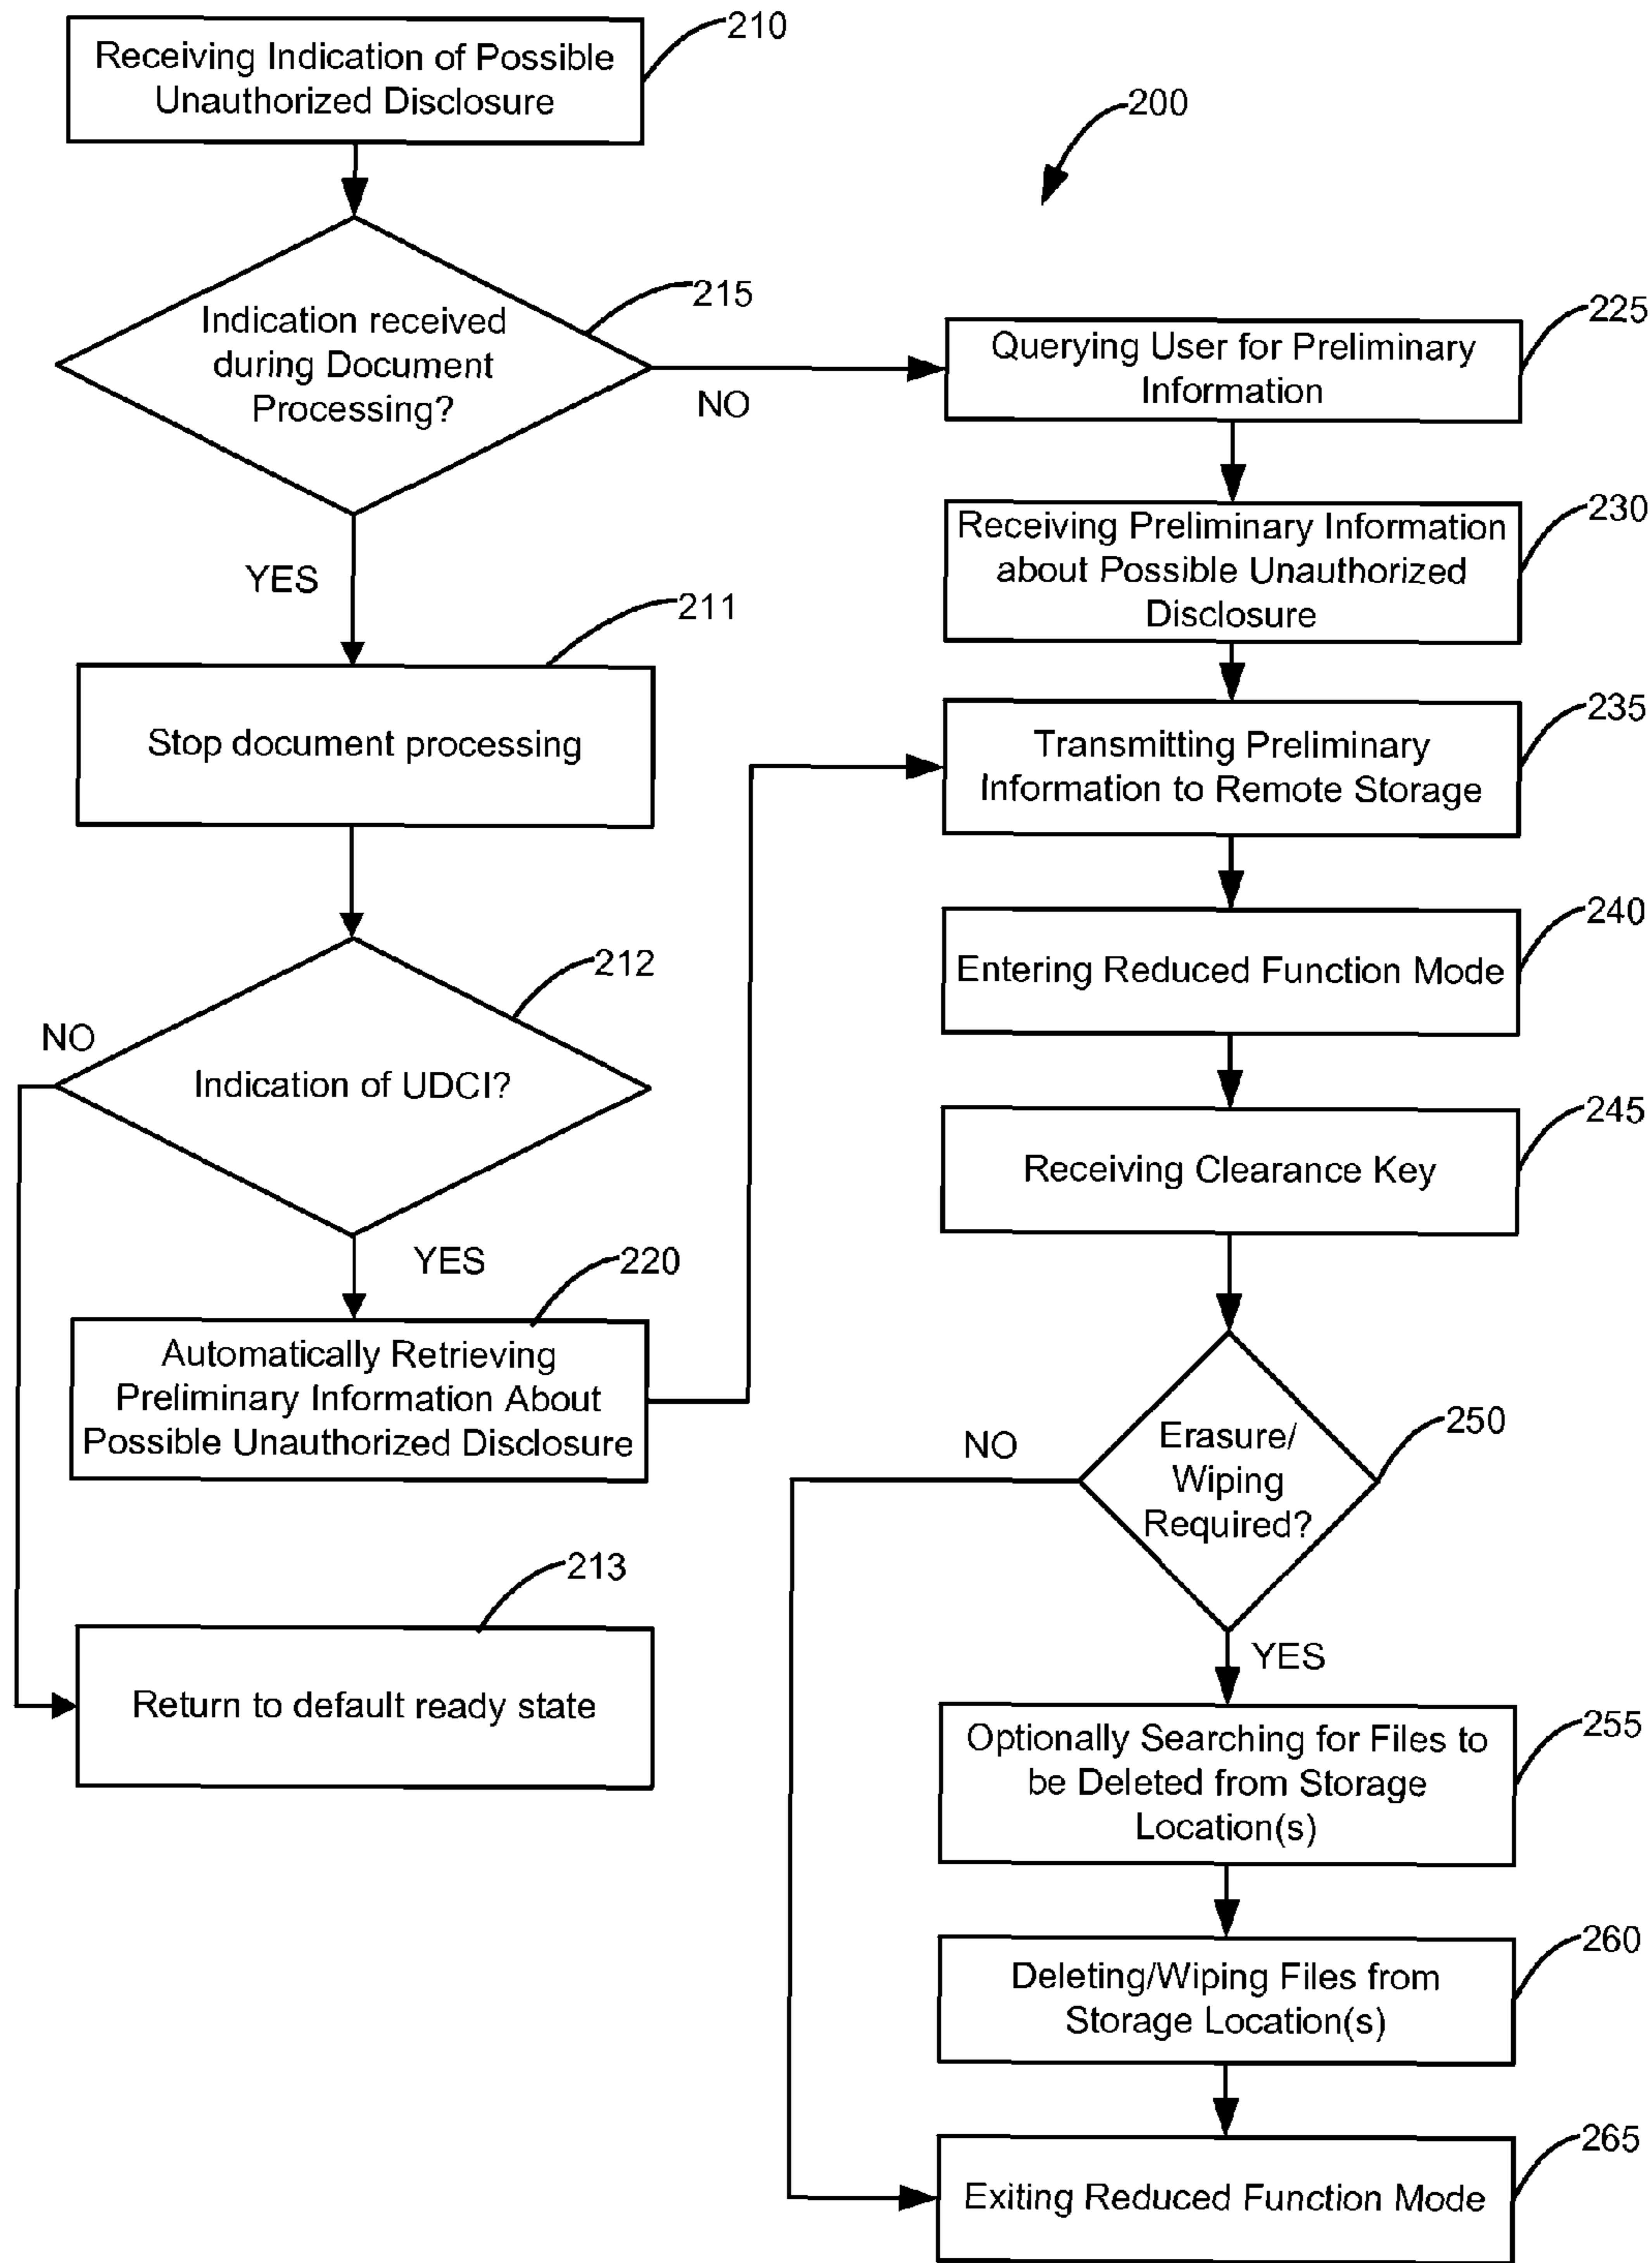 210
Receiving Indication of Possible
Unauthorized Disclosure
200
215
Indication received
during Document
Processing?
NO
YES
225
Querying User for Preliminary
Information
230
Receiving Preliminary Information
about Possible Unauthorized
Disclosure
211
Stop document processing
235
Transmitting Preliminary
Information to Remote Storage
212
NO
Indication of UDCI?
YES
240
Entering Reduced Function Mode
245
Receiving Clearance Key
220
Automatically Retrieving
Preliminary Information About
Possible Unauthorized Disclosure
250
NO
Erasure/
Wiping
Required?
YES
213
Return to default ready state
255
Optionally Searching for Files to
be Deleted from Storage
Location(s)
260
Deleting/Wiping Files from
Storage Location(s)
265
Exiting Reduced Function Mode